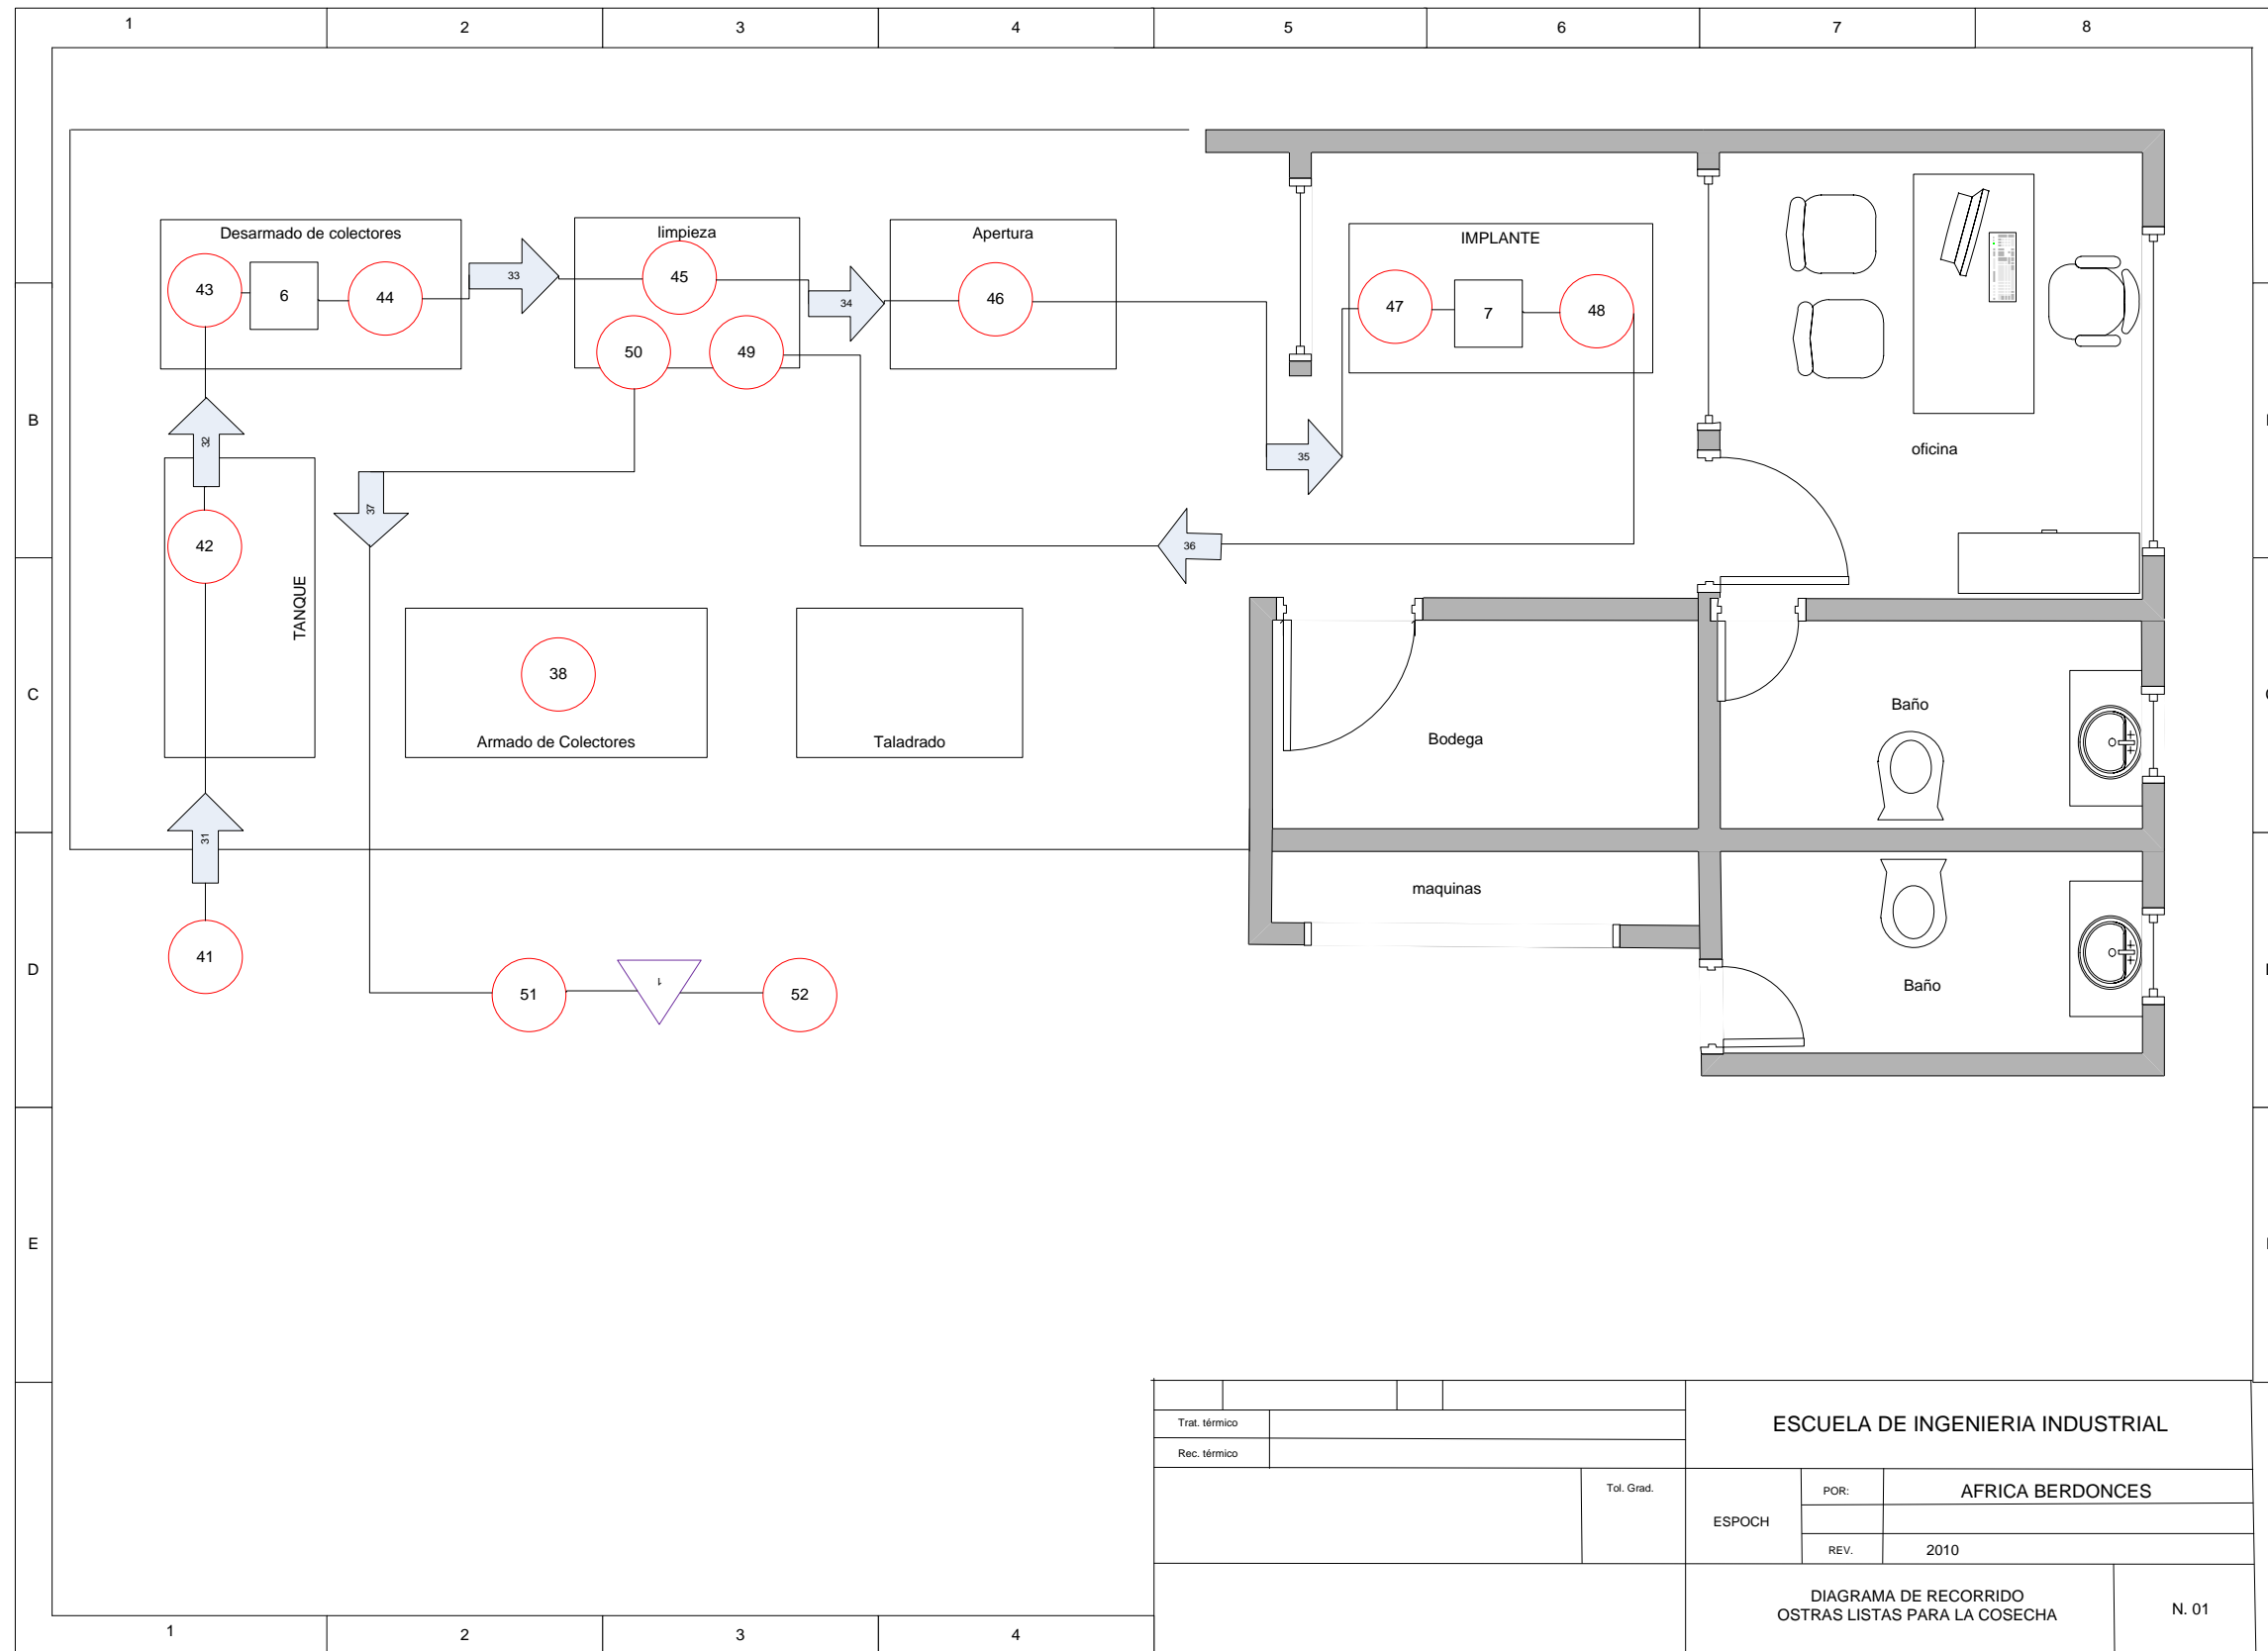 1 2 3 4 5 6 7 8
Desarmado de colectores
limpieza
Apertura
IMPLANTE
43
6
44
33
45
34
46
47
7
48
50
49
B
32
35
oficina
37
42
36
TANQUE
C
38
Baño
Armado de Colectores
Taladrado
Bodega
31
maquinas
41
D
51
1
52
Baño
E
Trat. térmico
Rec. térmico
Tol. Grad.
ESCUELA DE INGENIERIA INDUSTRIAL
ESPOCH
POR:
AFRICA BERDONCES
REV.
2010
DIAGRAMA DE RECORRIDO
OSTRAS LISTAS PARA LA COSECHA
N. 01
1 2 3 4